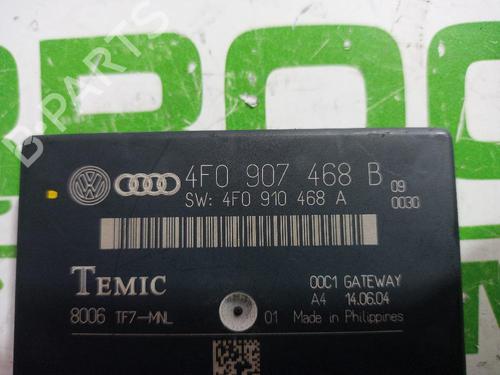 B-PARTS
4F0 907 468 B
SW: 4F0 910 468 A
09
0030
TEMIC
00C1 GATEWAY
A4 14.06.04
8006 TF7-MNL
01 Made in Philippines